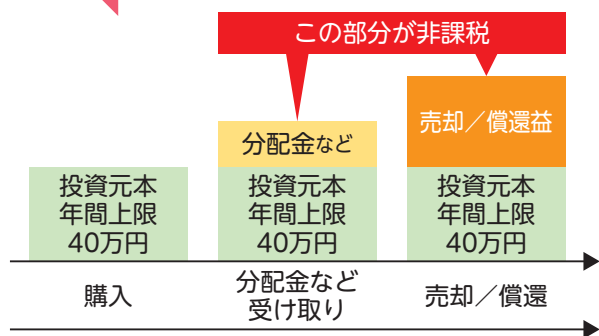 この部分が非課税
売却／償還益
分配金など
投資元本
年間上限
40万円
投資元本
年間上限
40万円
投資元本
年間上限
40万円
購入
分配金など
受け取り
売却／償還